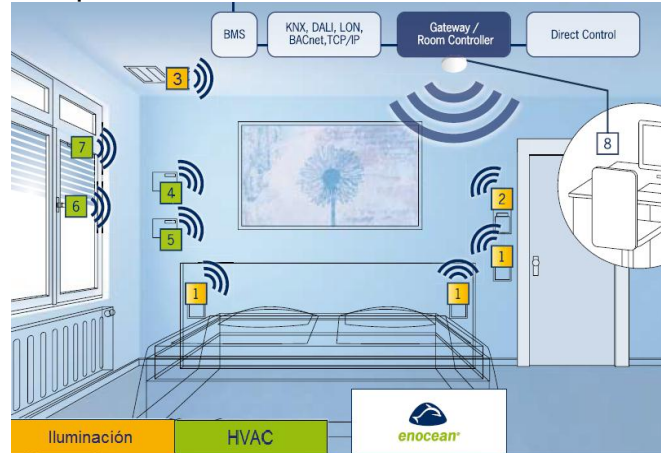 BMS
KNX, DALI, LON,
BACnet,TCP/IP
Gateway /
Room Controller
Direct Control
3
8
7
4
2
6
5
1
1
1
Iluminación
HVAC
enocean®